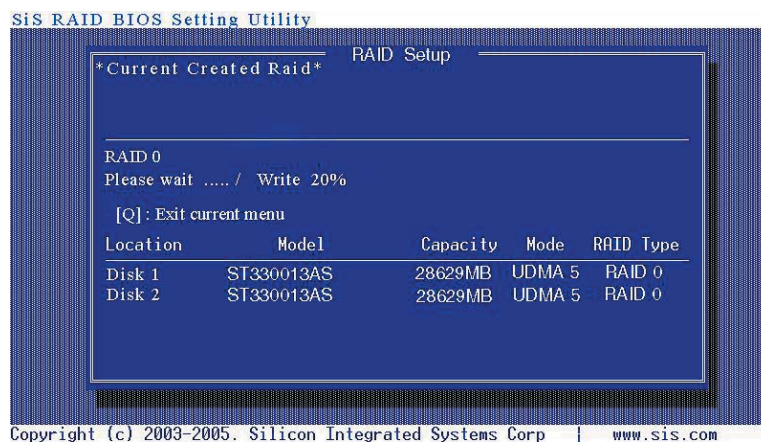 SiS RAID BIOS Setting Utility
RAID Setup
*Current Created Raid*
RAID 0
Please wait ..... / Write 20%
[Q] : Exit current menu
Location Model Capacity Mode RAID Type
Disk 1 ST330013AS 28629MB UDMA 5 RAID 0
Disk 2 ST330013AS 28629MB UDMA 5 RAID 0
Copyright (c) 2003-2005. Silicon Integrated Systems Corp | www.sis.com